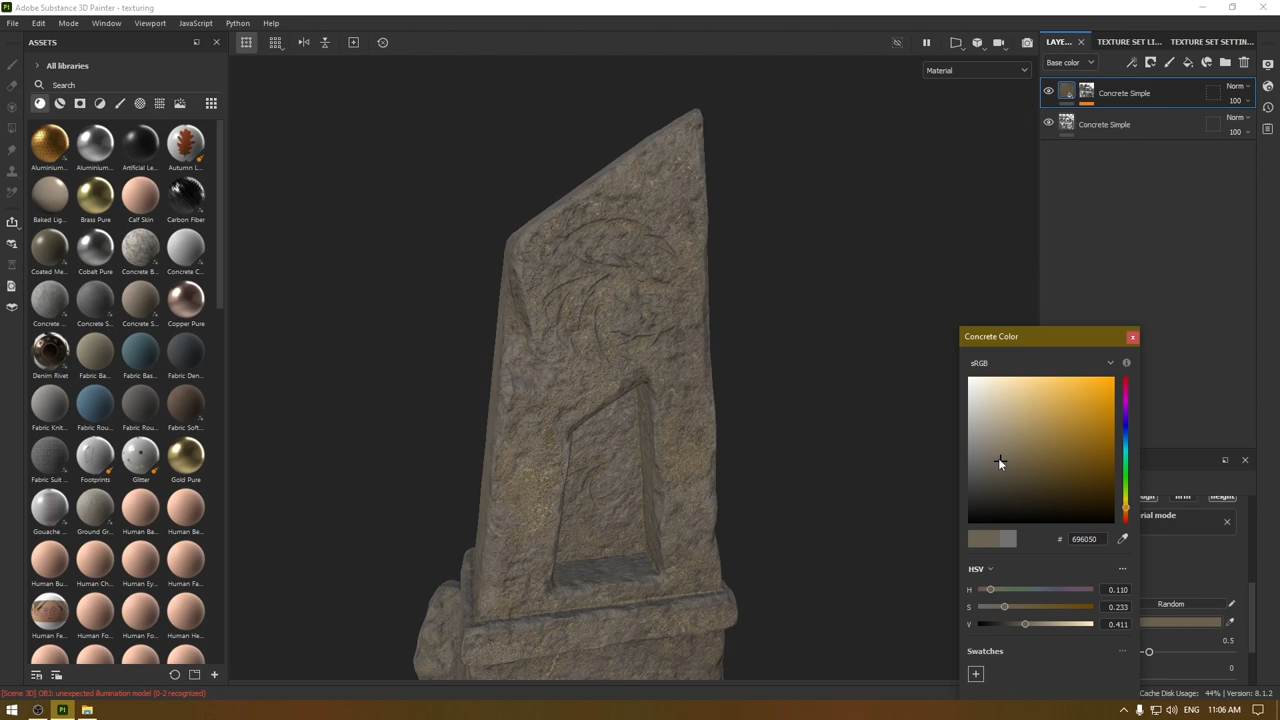 Adobe Substance 3D Painter - texturing
File Edit Mode Window Viewport JavaScript Python Help
ASSETS
LAYE... TEXTURE SET LI... TEXTURE SET SETTIN...
All libraries
Base color
Search
Material
Concrete Simple Norm
100
Concrete Simple Norm
100
Aluminium... Aluminium... Artificial Le... Autumn L...
Baked Lig... Brass Pure Calf Skin Carbon Fiber
Coated Me... Cobalt Pure Concrete B... Concrete C...
Concrete ... Concrete S... Concrete S... Copper Pure
Denim Rivet Fabric Ba... Fabric Bas... Fabric Den...
Fabric Knit... Fabric Rou... Fabric Rou... Fabric Soft...
Fabric Suit ... Footprints Glitter Gold Pure
Gouache ... Ground Gr... Human Ba... Human Be...
Human Bu... Human Ch... Human Ey... Human Fa...
Human Fe... Human Fo... Human Fo... Human He...
Concrete Color x
sRGB
# 696050
HSV
H 0.110
S 0.233
V 0.411
Swatches
height
erial mode
Random
0.5
0
[Scene 3D] OBJ: unexpected illumination model (0-2 recognized)
Cache Disk Usage: 44% | Version: 8.1.2
ENG 11:06 AM